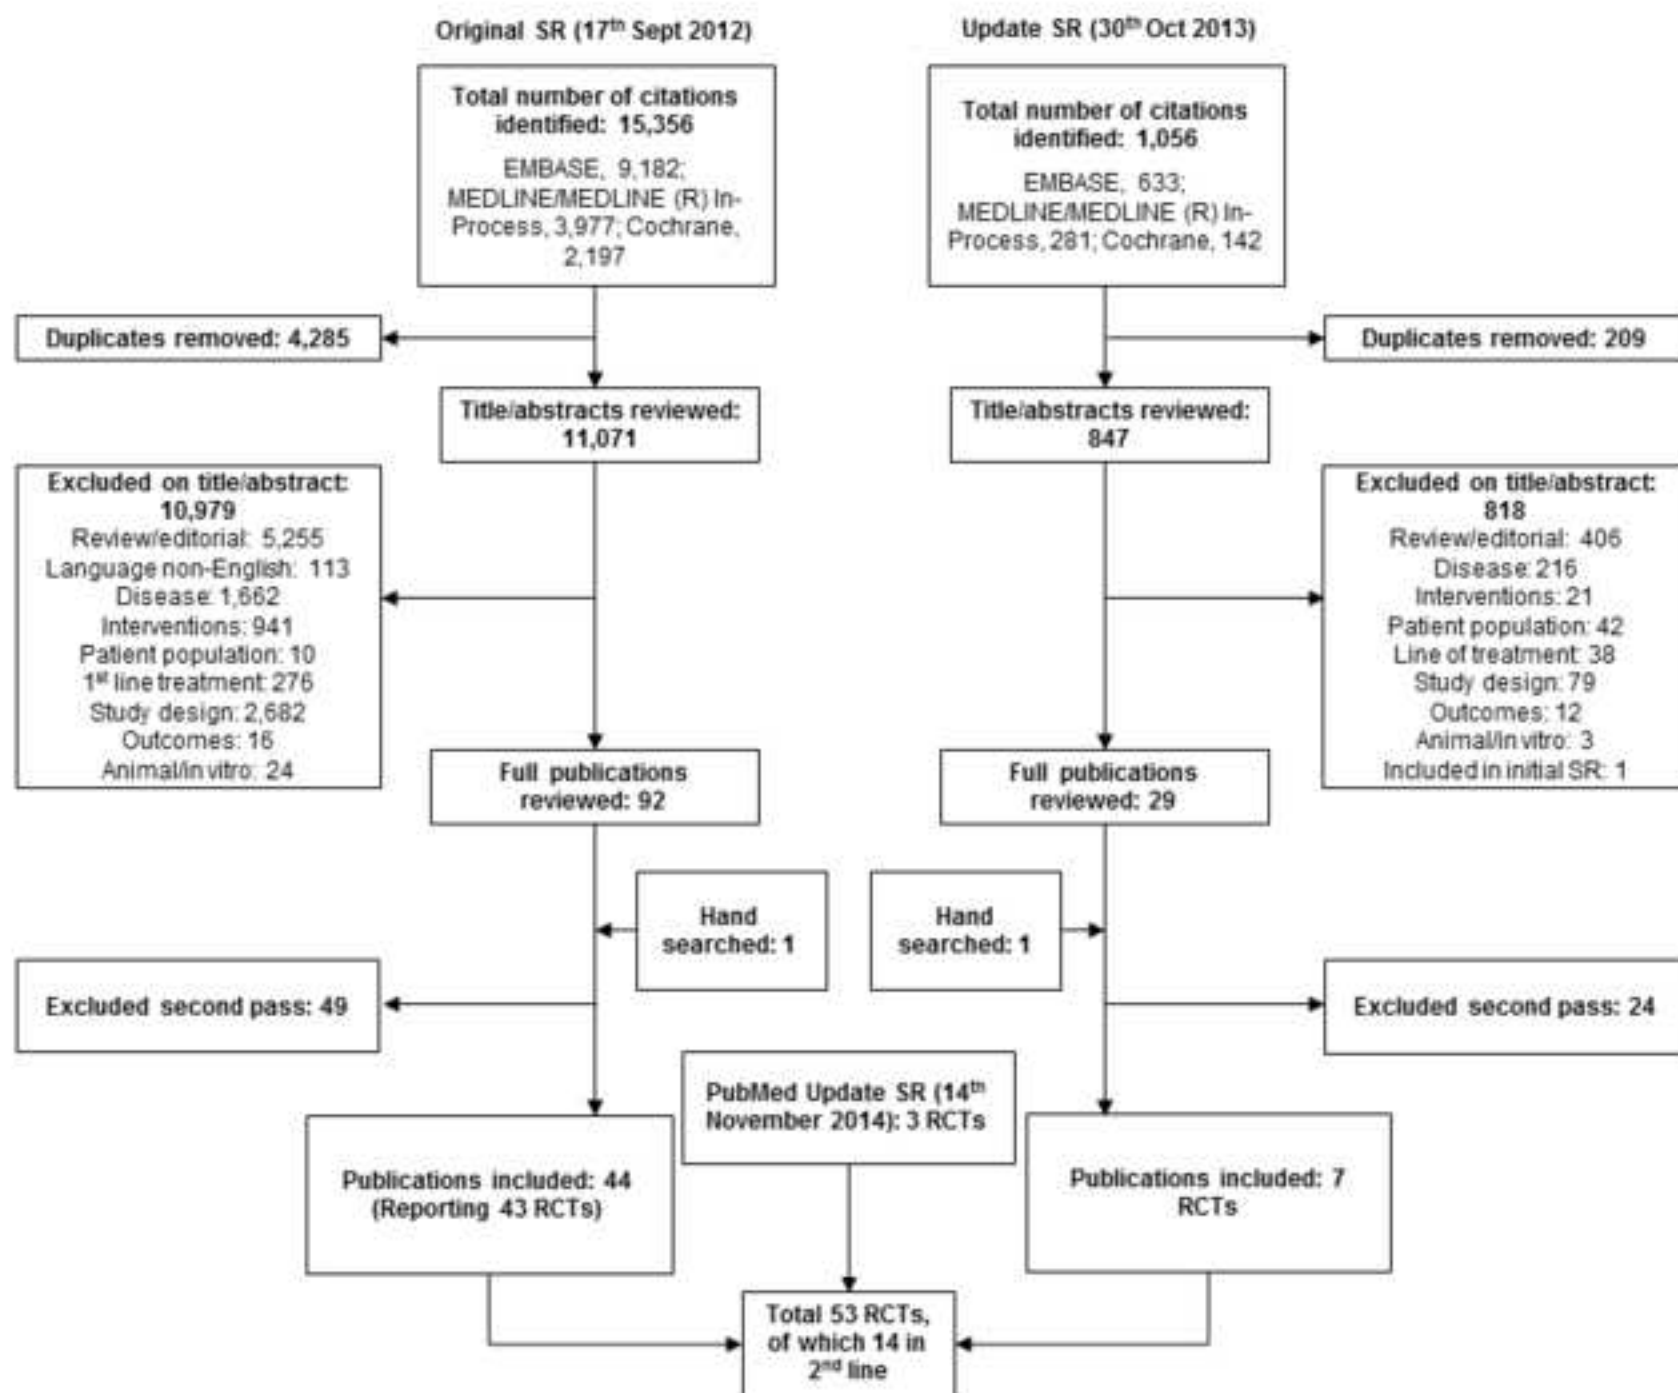 Original SR (17th Sept 2012)
Total number of citations
identified: 15,356
EMBASE, 9,182;
MEDLINE/MEDLINE (R) In-
Process, 3,977; Cochrane,
2,197
Duplicates removed: 4,285
Title/abstracts reviewed:
11,071
Excluded on title/abstract:
10,979
Review/editorial: 5,255
Language non-English: 113
Disease: 1,662
Interventions: 941
Patient population: 10
1st line treatment: 276
Study design: 2,682
Outcomes: 16
Animal/in vitro: 24
Full publications
reviewed: 92
Hand
searched: 1
Excluded second pass: 49
Publications included: 44
(Reporting 43 RCTs)
Update SR (30th Oct 2013)
Total number of citations
identified: 1,056
EMBASE, 633;
MEDLINE/MEDLINE (R) In-
Process, 281; Cochrane, 142
Duplicates removed: 209
Title/abstracts reviewed:
847
Excluded on title/abstract:
818
Review/editorial: 406
Disease: 216
Interventions: 21
Patient population: 42
Line of treatment: 38
Study design: 79
Outcomes: 12
Animal/in vitro: 3
Included in initial SR: 1
Full publications
reviewed: 29
Hand
searched: 1
Excluded second pass: 24
Publications included: 7
RCTs
PubMed Update SR (14th
November 2014): 3 RCTs
Total 53 RCTs,
of which 14 in
2nd line